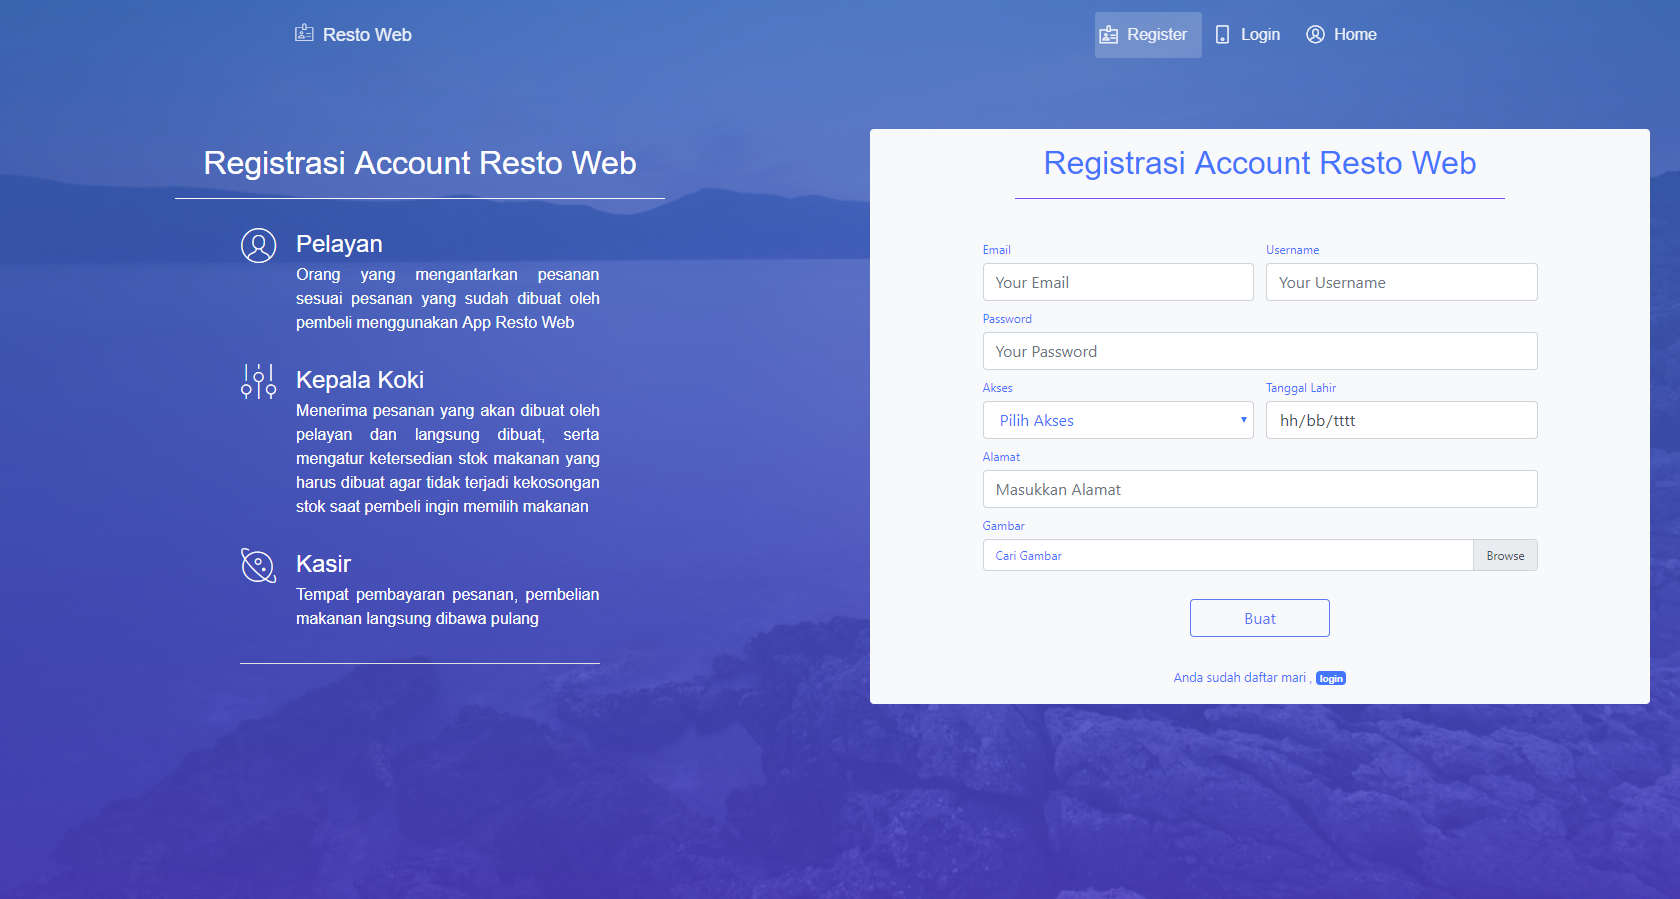 Resto Web
Register
Login
Home
Registrasi Account Resto Web
Pelayan
Orang yang mengantarkan pesanan
sesuai pesanan yang sudah dibuat oleh
pembeli menggunakan App Resto Web
Kepala Koki
Menerima pesanan yang akan dibuat oleh
pelayan dan langsung dibuat, serta
mengatur ketersedian stok makanan yang
harus dibuat agar tidak terjadi kekosongan
stok saat pembeli ingin memilih makanan
Kasir
Tempat pembayaran pesanan, pembelian
makanan langsung dibawa pulang
Registrasi Account Resto Web
Email
Username
Your Email
Your Username
Password
Your Password
Akses
Tanggal Lahir
Pilih Akses
hh/bb/tttt
Alamat
Masukkan Alamat
Gambar
Cari Gambar
Browse
Buat
Anda sudah daftar mari , login